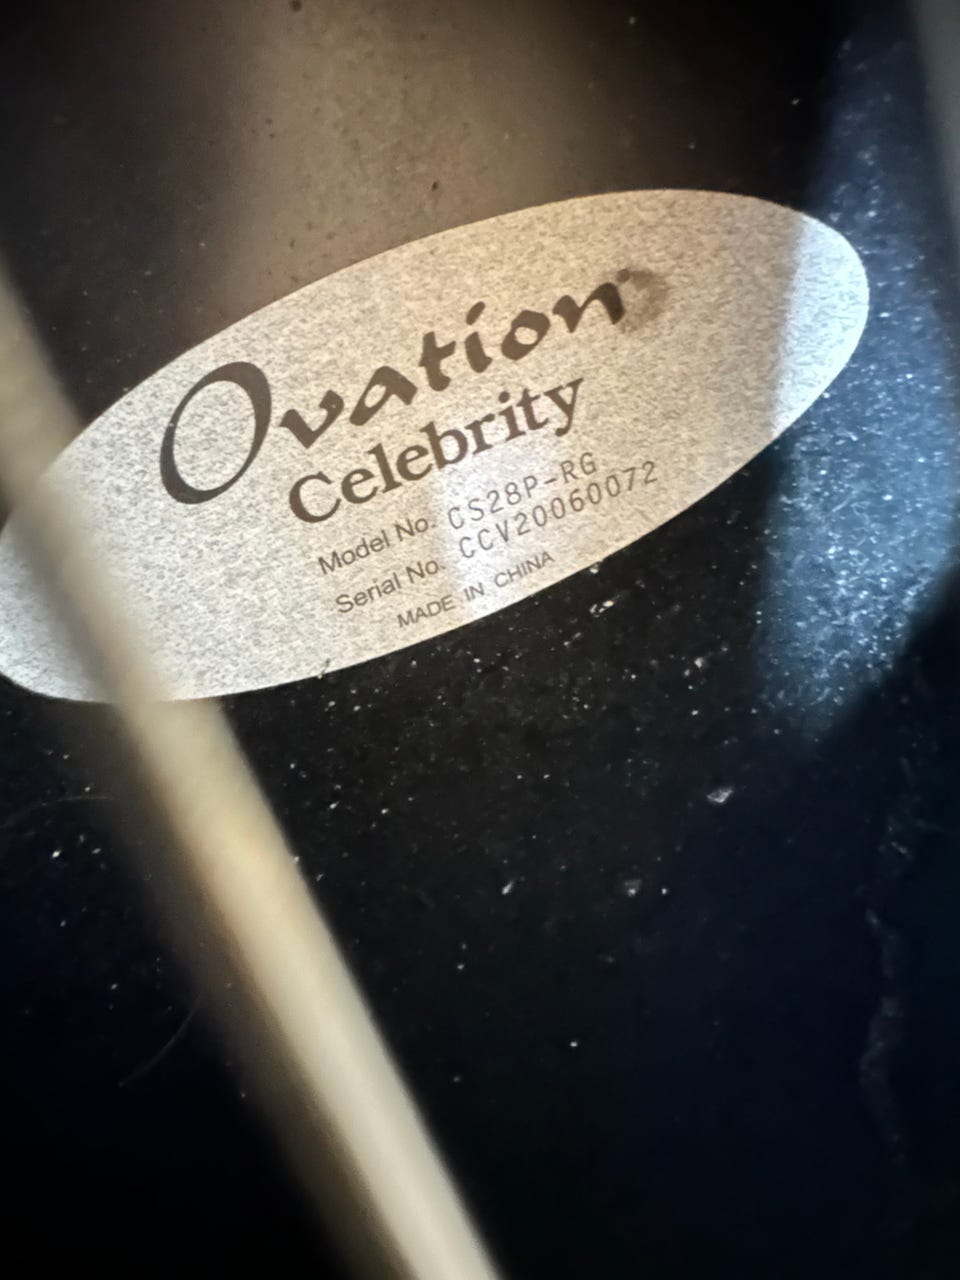 Ovation®
Celebrity
Model No. CS28P-RG
Serial No. CCV20060072
MADE IN CHINA